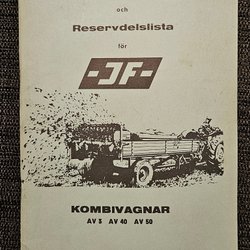 och
Reservdelslista
för
-JF-
KOMBIVAGNAR
AV 3 AV 40 AV 50